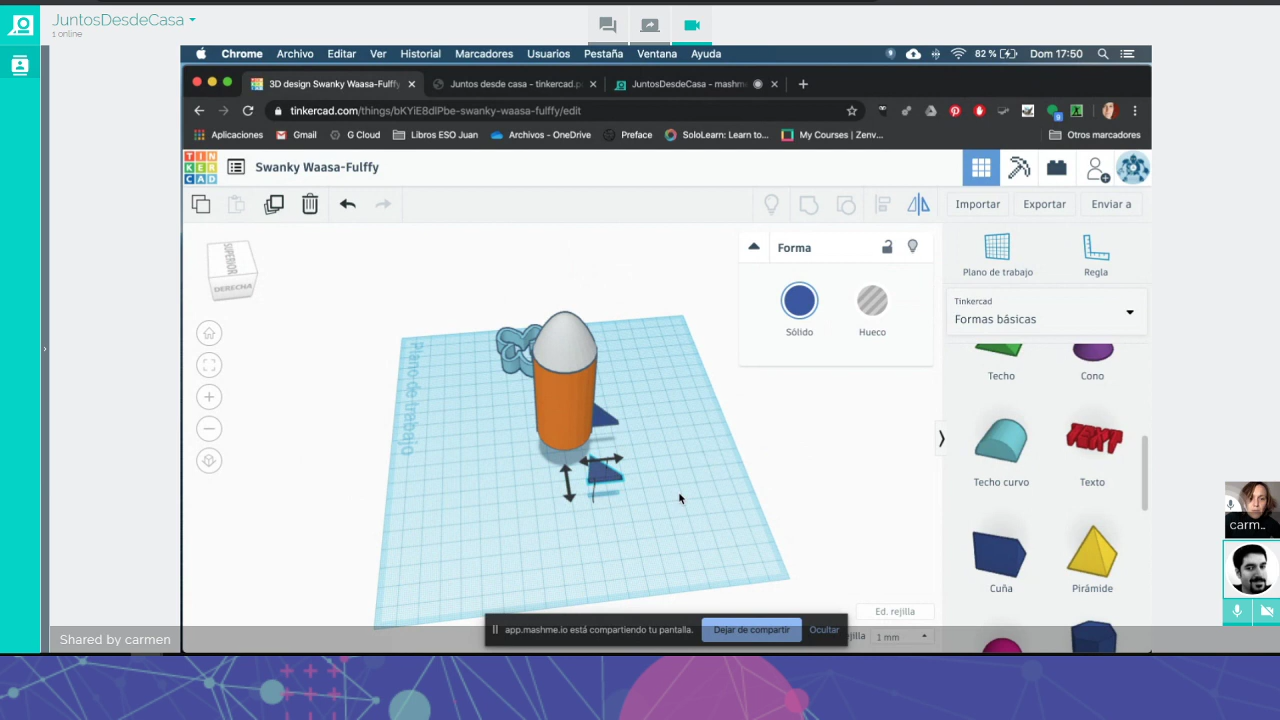 JuntosDesdeCasa
1 online
Chrome Archivo Editar Ver Historial Marcadores Usuarios Pestaña Ventana Ayuda 82 % Dom 17:50
3D design Swanky Waasa-Fulffy Juntos desde casa - tinkercad.p JuntosDesdeCasa - mashm
tinkercad.com/things/bKYiE8dlPbe-swanky-waasa-fulffy/edit
Aplicaciones Gmail G Cloud Libros ESO Juan Archivos - OneDrive Preface SoloLearn: Learn to... My Courses | Zenv... Otros marcadores
TIN
KER
CAD
Swanky Waasa-Fulffy
Importar Exportar Enviar a
SUPERIOR
DERECHA
Forma
Sólido Hueco
Plano de trabajo Regla
Tinkercad
Formas básicas
Plano de trabajo
Techo Cono
TEXT
Techo curvo Texto
Cuña Pirámide
carm...
Ed. rejilla
app.mashme.io está compartiendo tu pantalla. Dejar de compartir Ocultar
1 mm
Shared by carmen